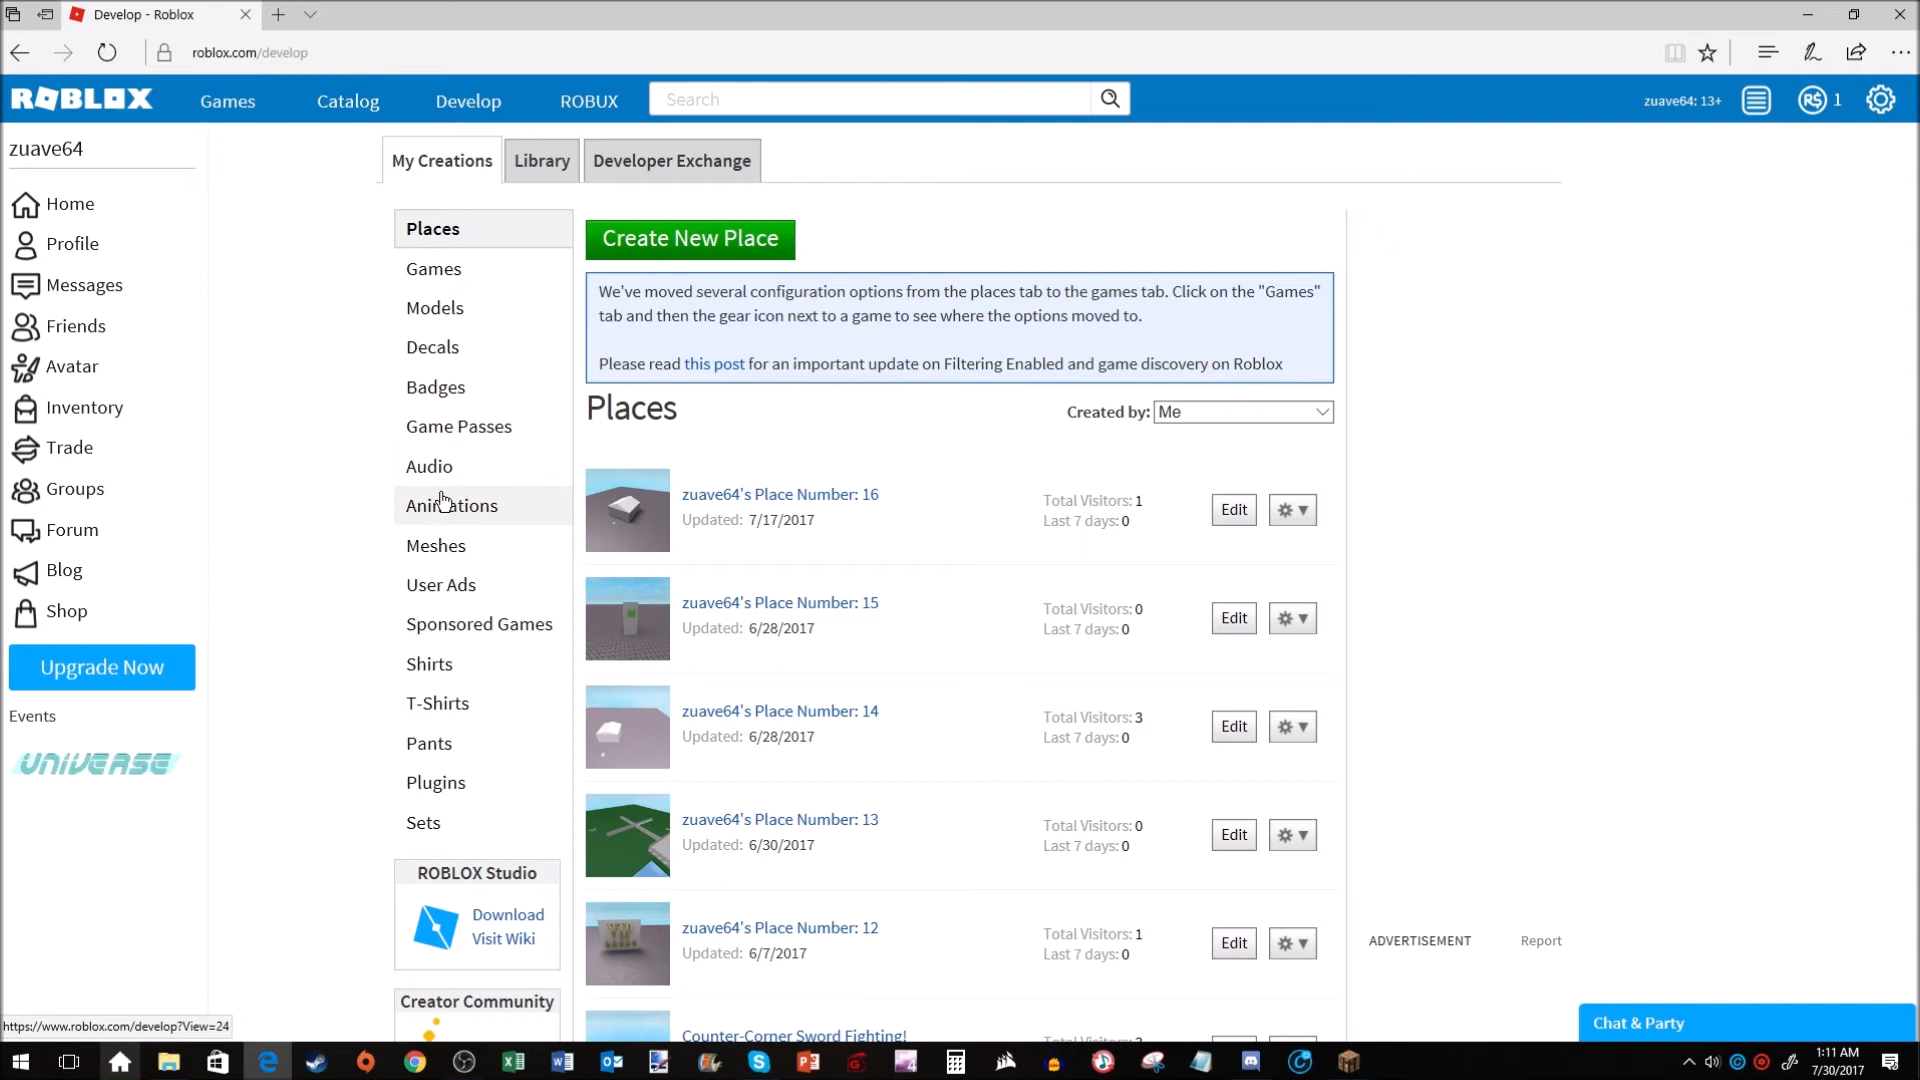 Develop - Roblox
roblox.com/develop
ROBLOX
Games
Catalog
Develop
ROBUX
Search
zuave64: 13+
R$ 1
zuave64
Home
Profile
Messages
Friends
Avatar
Inventory
Trade
Groups
Forum
Blog
Shop
Upgrade Now
Events
UNIVERSE
My Creations
Library
Developer Exchange
Places
Games
Models
Decals
Badges
Game Passes
Audio
Animations
Meshes
User Ads
Sponsored Games
Shirts
T-Shirts
Pants
Plugins
Sets
ROBLOX Studio
Download
Visit Wiki
Creator Community
Create New Place
We've moved several configuration options from the places tab to the games tab. Click on the "Games"
tab and then the gear icon next to a game to see where the options moved to.
Please read this post for an important update on Filtering Enabled and game discovery on Roblox
Places
Created by: Me
zuave64's Place Number: 16
Updated: 7/17/2017
Total Visitors: 1
Last 7 days: 0
Edit
zuave64's Place Number: 15
Updated: 6/28/2017
Total Visitors: 0
Last 7 days: 0
Edit
zuave64's Place Number: 14
Updated: 6/28/2017
Total Visitors: 3
Last 7 days: 0
Edit
zuave64's Place Number: 13
Updated: 6/30/2017
Total Visitors: 0
Last 7 days: 0
Edit
zuave64's Place Number: 12
Updated: 6/7/2017
Total Visitors: 1
Last 7 days: 0
Edit
Counter-Corner Sword Fighting!
ADVERTISEMENT
Report
Chat & Party
https://www.roblox.com/develop?View=24
1:11 AM
7/30/2017